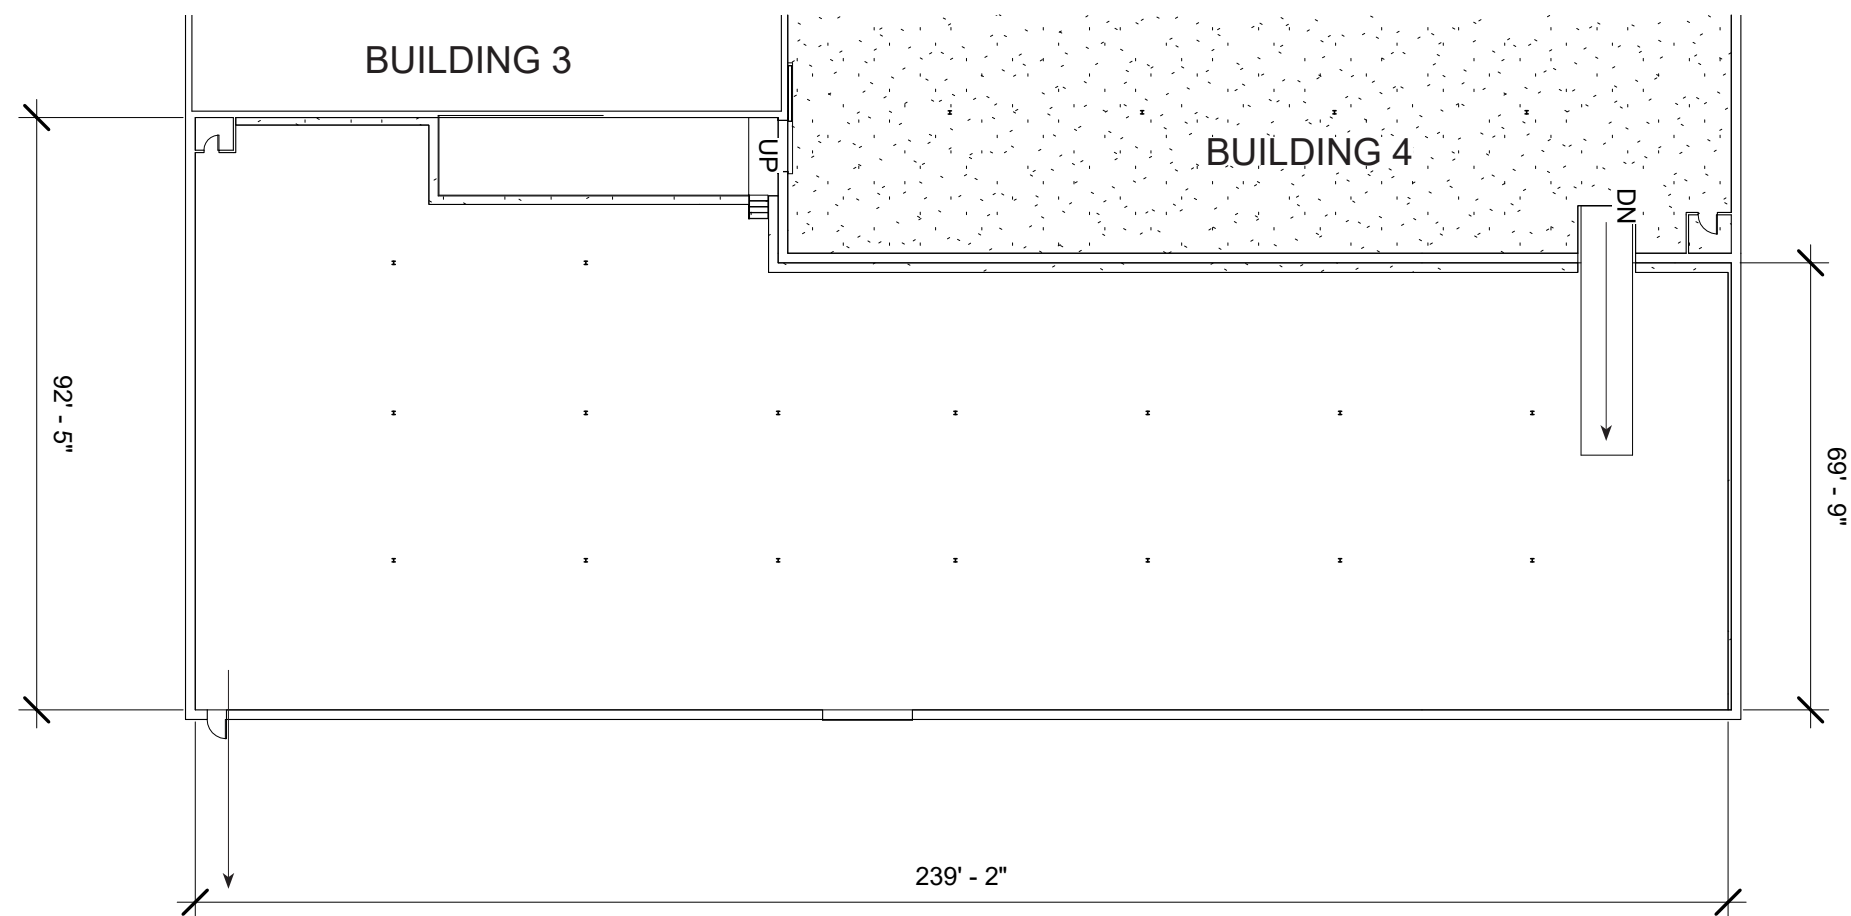 BUILDING 3
UP
BUILDING 4
DN
92' - 5"
69' - 9"
239' - 2"